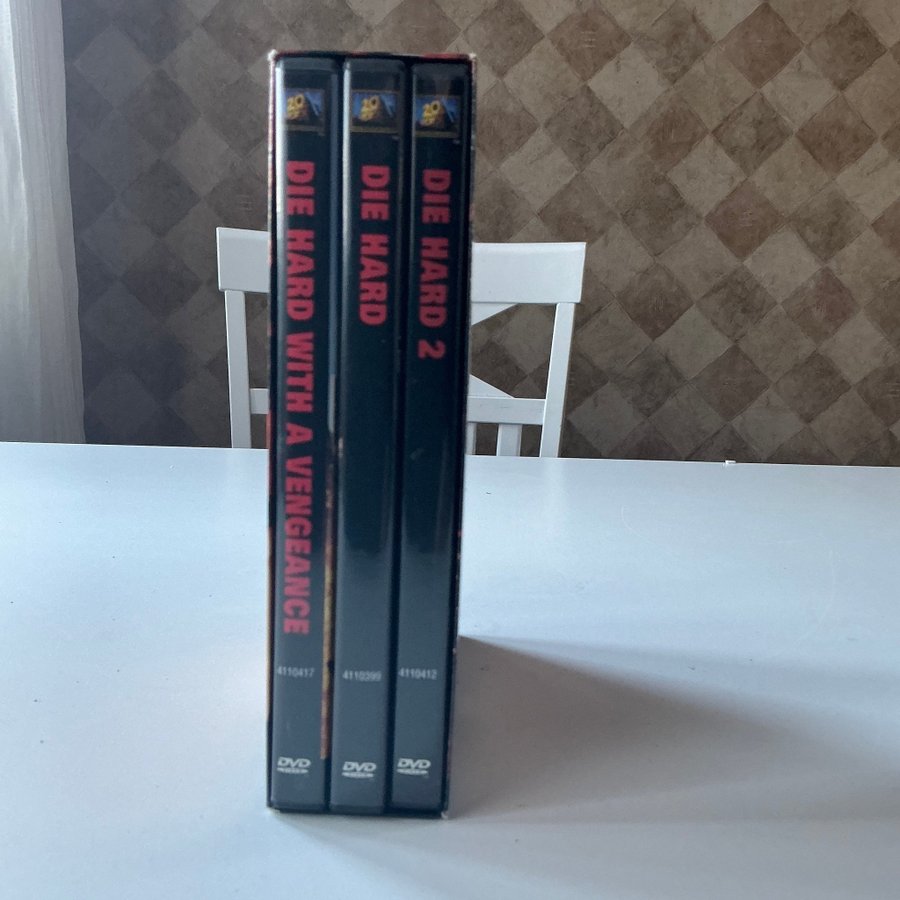 DIE HARD WITH A VENGEANCE
4110417
DVD
DIE HARD
4110399
DVD
DIE HARD 2
4110412
DVD